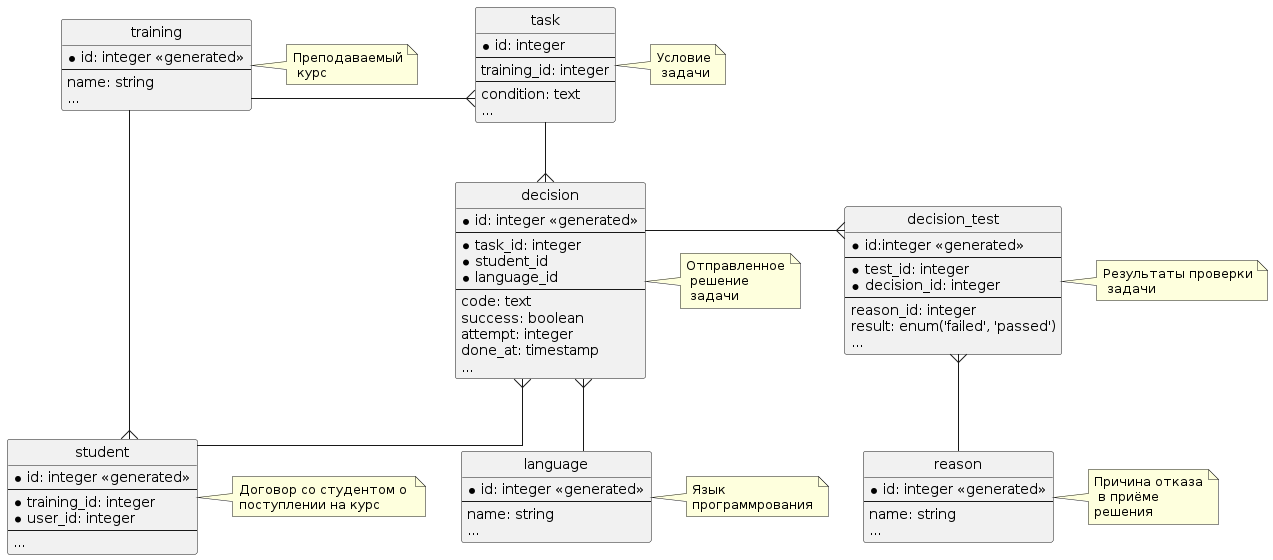 training
id: integer «generated»
name: string
...
Преподаваемый
курс
task
id: integer
training_id: integer
condition: text
...
Условие
задачи
decision
id: integer «generated»
task_id: integer
student_id
language_id
code: text
success: boolean
attempt: integer
done_at: timestamp
...
Отправленное
решение
задачи
decision_test
id:integer «generated»
test_id: integer
decision_id: integer
reason_id: integer
result: enum('failed', 'passed')
...
Результаты проверки
задачи
student
id: integer «generated»
training_id: integer
user_id: integer
...
Договор со студентом о
поступлении на курс
language
id: integer «generated»
name: string
...
Язык
программрования
reason
id: integer «generated»
name: string
...
Причина отказа
в приёме
решения